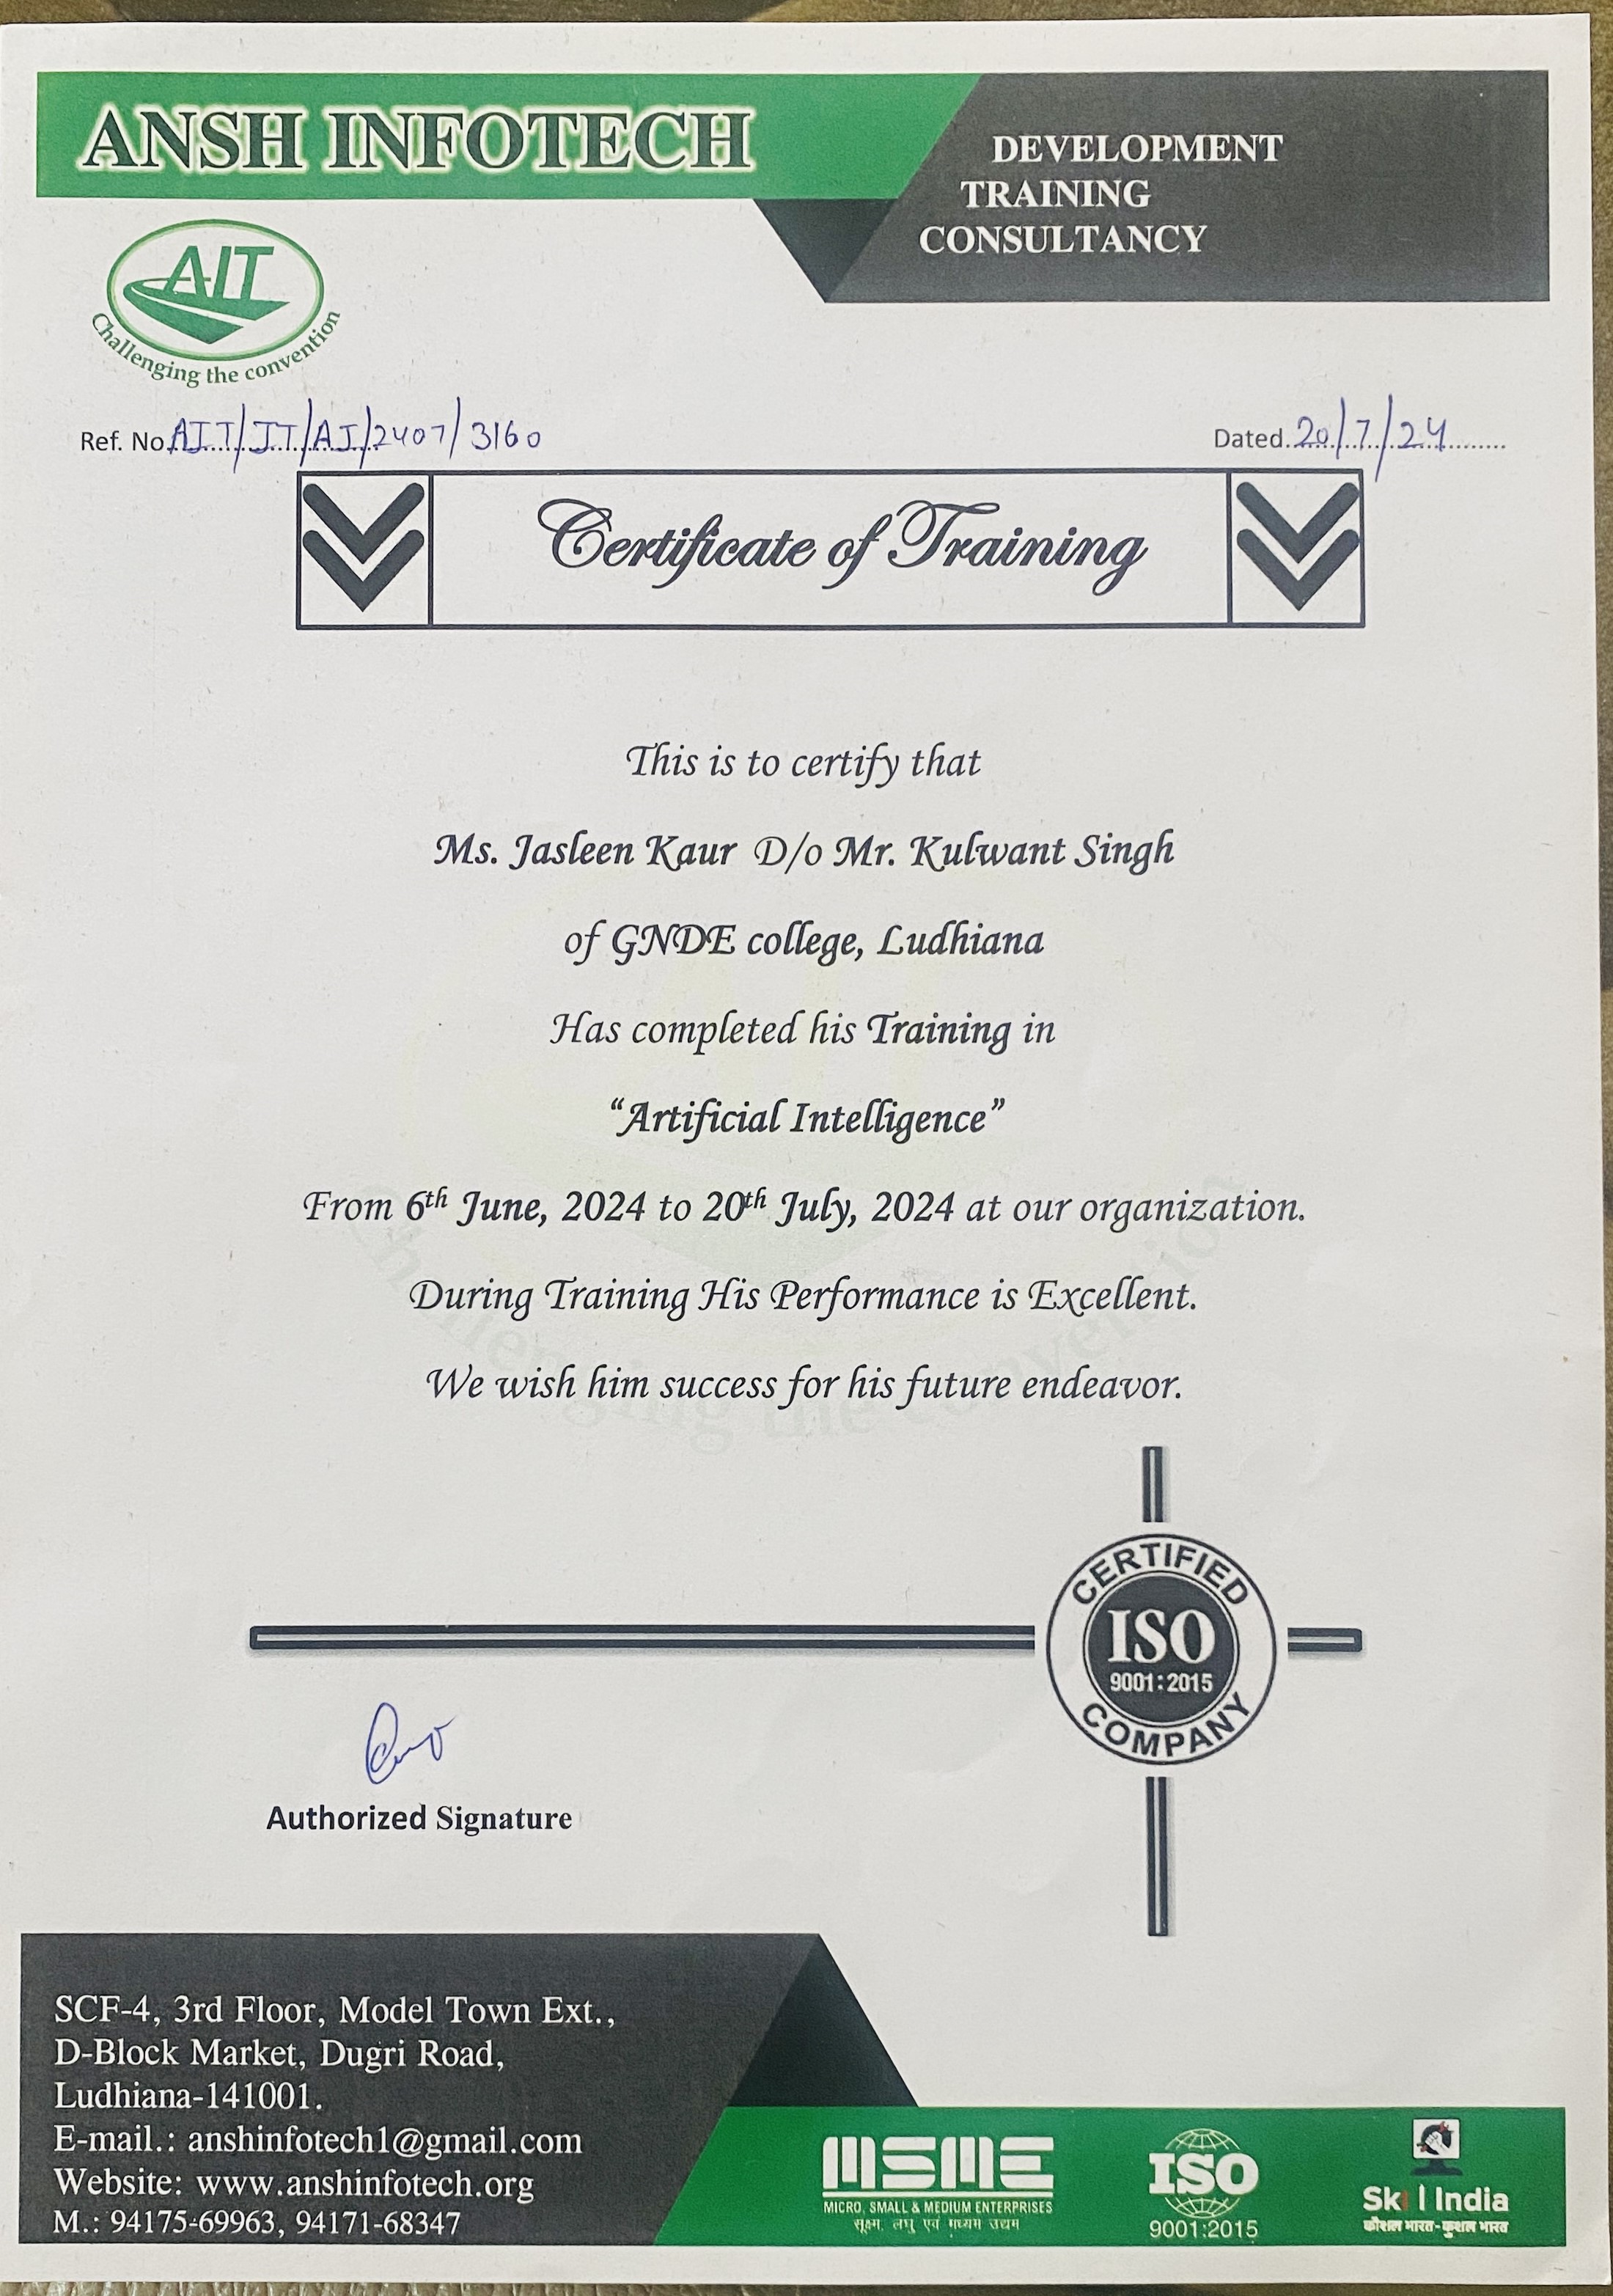 ANSH INFOTECH
DEVELOPMENT
TRAINING
CONSULTANCY
AIT
Challenging the convention
Ref. No. AIT/IT/AI/2407/3160
Dated 20/7/24
Certificate of Training
This is to certify that
Ms. Jasleen Kaur D/o Mr. Kulwant Singh
of GNDE college, Ludhiana
Has completed his Training in
“Artificial Intelligence”
From 6th June, 2024 to 20th July, 2024 at our organization.
During Training His Performance is Excellent.
We wish him success for his future endeavor.
Challenging the convention
CERTIFIED
ISO
9001:2015
COMPANY
Authorized Signature
SCF-4, 3rd Floor, Model Town Ext.,
D-Block Market, Dugri Road,
Ludhiana-141001.
E-mail.: anshinfotech1@gmail.com
Website: www.anshinfotech.org
M.: 94175-69963, 94171-68347
MSME
MICRO, SMALL & MEDIUM ENTERPRISES
सूक्ष्म, लघु एवं मध्यम उद्यम
ISO
9001:2015
Skill India
कौशल भारत-कुशल भारत